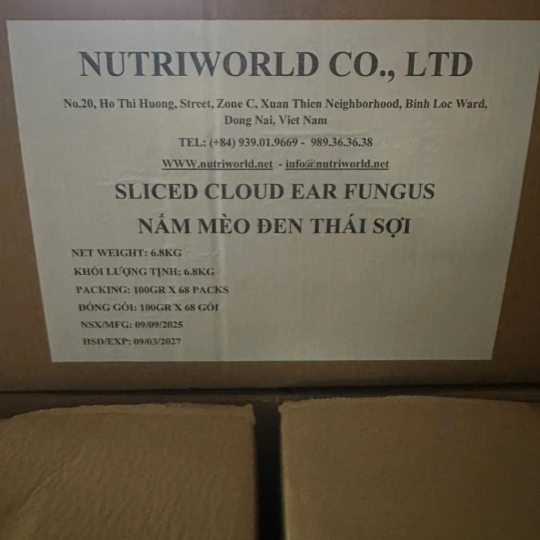 NUTRIWORLD CO., LTD
No.20, Ho Thi Huong, Street, Zone C, Xuan Thien Neighborhood, Binh Loc Ward,
Dong Nai, Viet Nam
TEL: (+84) 939.01.9669 - 989.36.36.38
WWW.nutriworld.net - info@nutriworld.net
SLICED CLOUD EAR FUNGUS
NẤM MÈO ĐEN THÁI SỢI
NET WEIGHT: 6.8KG
KHỐI LƯỢNG TỊNH: 6.8KG
PACKING: 100GR X 68 PACKS
ĐÓNG GÓI: 100GR X 68 GÓI
NSX/MFG: 09/09/2025
HSD/EXP: 09/03/2027